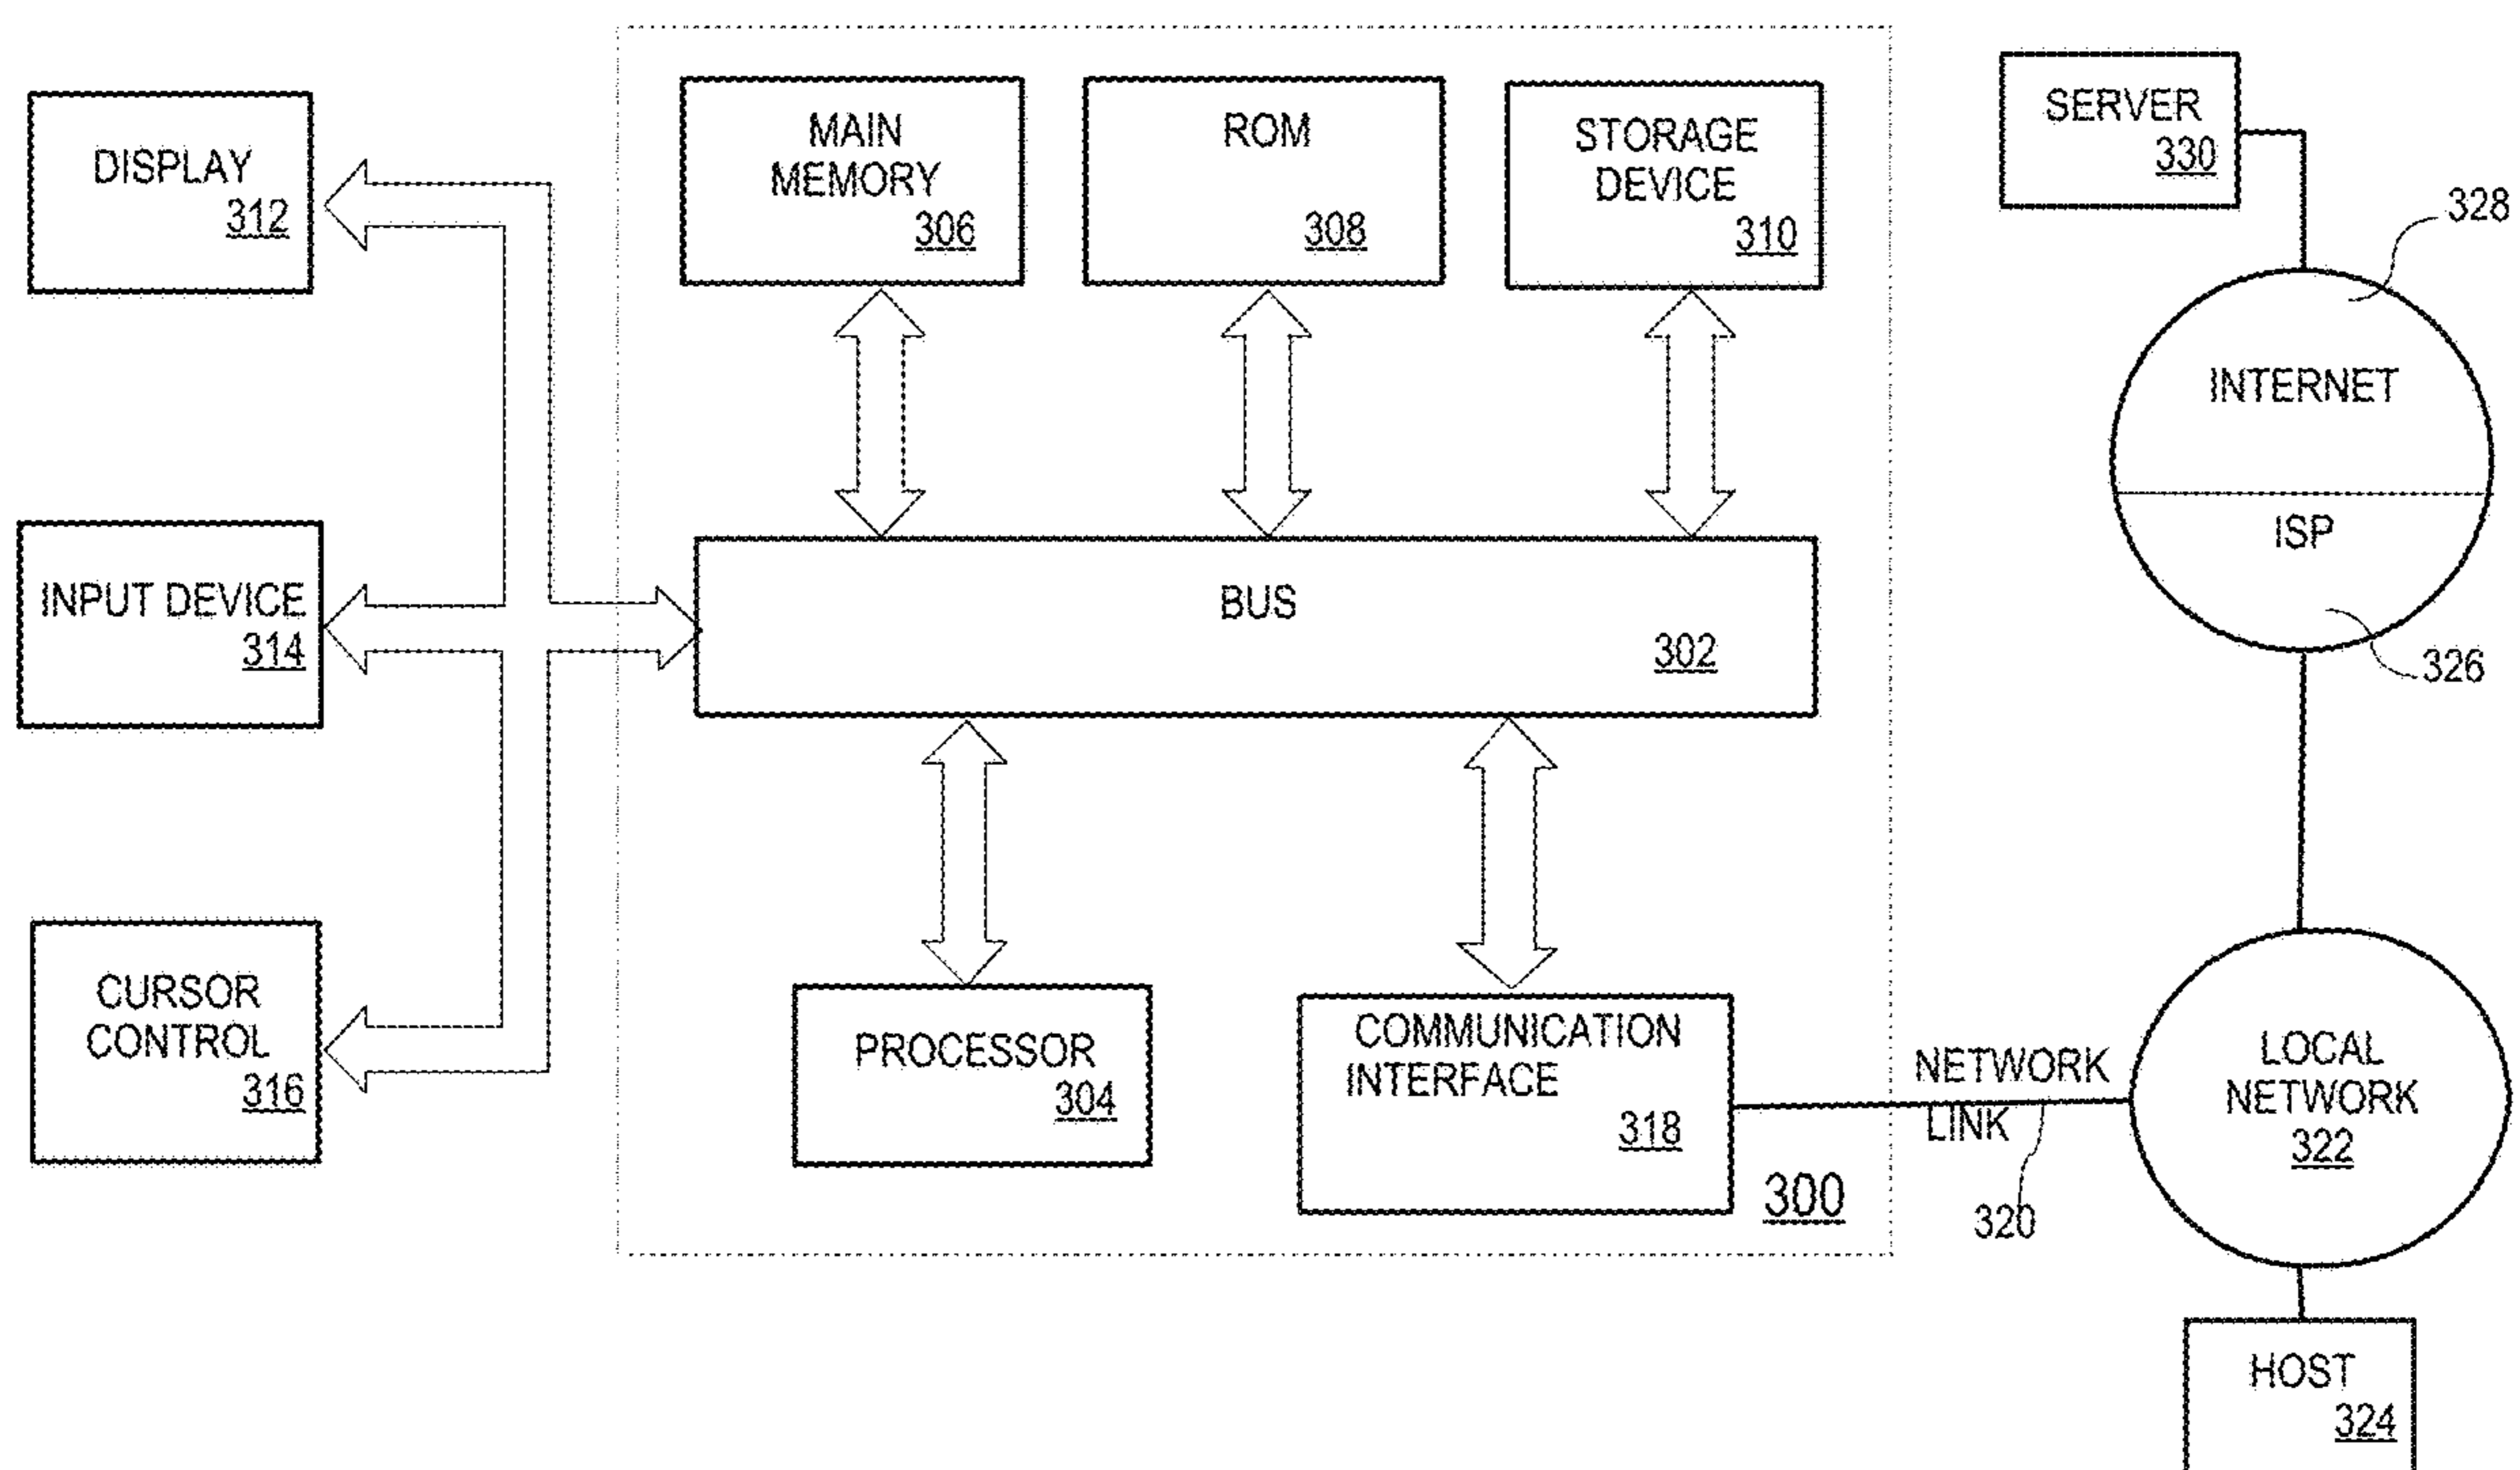 DISPLAY
312
INPUT DEVICE
314
CURSOR
CONTROL
316
MAIN
MEMORY
306
ROM
308
STORAGE
DEVICE
310
BUS
302
PROCESSOR
304
COMMUNICATION
INTERFACE
318
300
SERVER
330
328
INTERNET
ISP
326
NETWORK
LINK
320
LOCAL
NETWORK
322
HOST
324